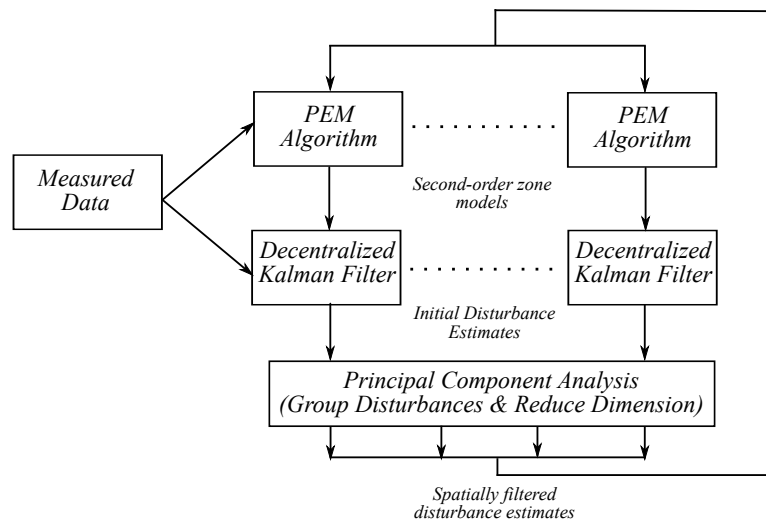 PEM
Algorithm
PEM
Algorithm
Measured
Data
Second-order zone
models
Decentralized
Kalman Filter
Decentralized
Kalman Filter
Initial Disturbance
Estimates
Principal Component Analysis
(Group Disturbances & Reduce Dimension)
Spatially filtered
disturbance estimates